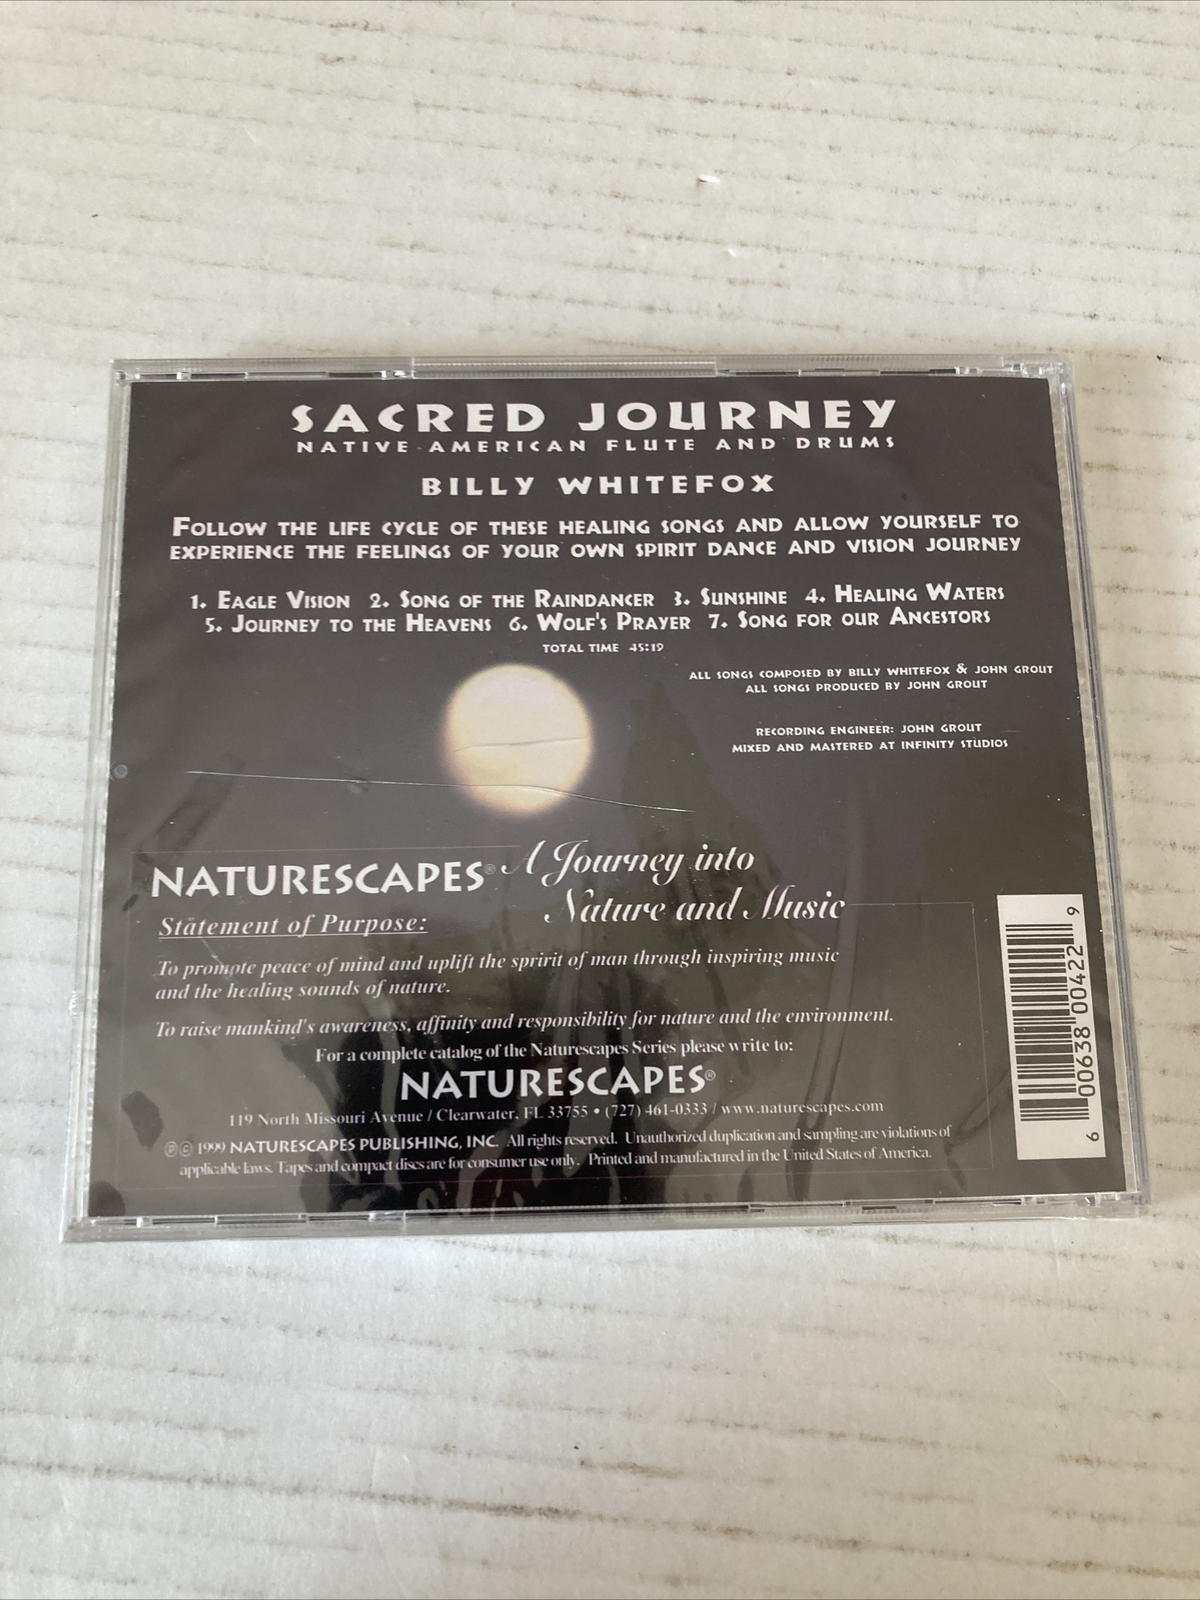 SACRED JOURNEY
NATIVE AMERICAN FLUTE AND DRUMS
BILLY WHITEFOX
FOLLOW THE LIFE CYCLE OF THESE HEALING SONGS AND ALLOW YOURSELF TO
EXPERIENCE THE FEELINGS OF YOUR OWN SPIRIT DANCE AND VISION JOURNEY
1. EAGLE VISION 2. SONG OF THE RAINDANCER 3. SUNSHINE 4. HEALING WATERS
5. JOURNEY TO THE HEAVENS 6. WOLF'S PRAYER 7. SONG FOR OUR ANCESTORS
TOTAL TIME 45:19
ALL SONGS COMPOSED BY BILLY WHITEFOX & JOHN GROUT
ALL SONGS PRODUCED BY JOHN GROUT
RECORDING ENGINEER: JOHN GROUT
MIXED AND MASTERED AT INFINITY STUDIOS
NATURESCAPES® A Journey into
Nature and Music
Statement of Purpose:
To promote peace of mind and uplift the spririt of man through inspiring music
and the healing sounds of nature.
To raise mankind's awareness, affinity and responsibility for nature and the environment.
For a complete catalog of the Naturescapes Series please write to:
NATURESCAPES®
119 North Missouri Avenue / Clearwater, FL 33755 • (727) 461-0333 / www.naturescapes.com
℗ © 1999 NATURESCAPES PUBLISHING, INC. All rights reserved. Unauthorized duplication and sampling are violations of
applicable laws. Tapes and compact discs are for consumer use only. Printed and manufactured in the United States of America.
6 00638 00422 9